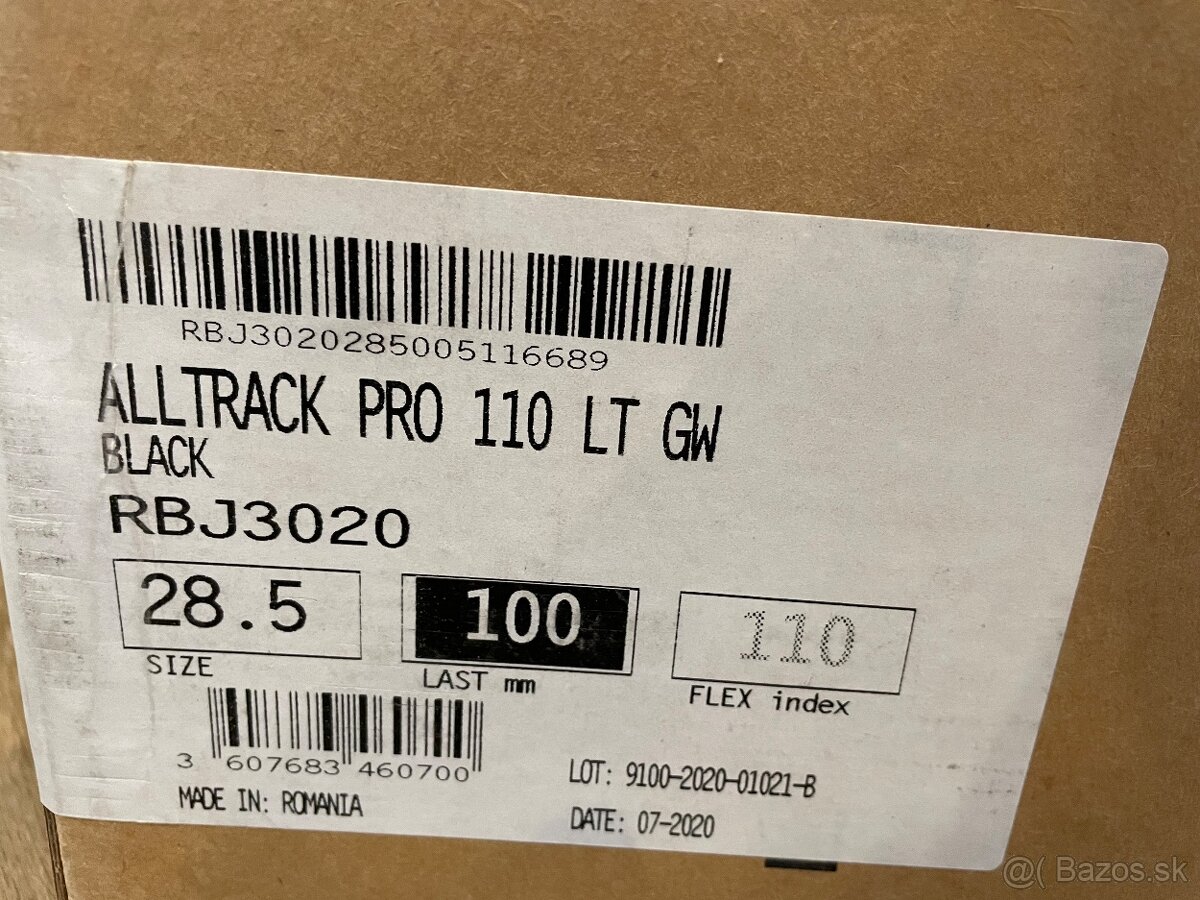 RBJ3020285005116689
ALLTRACK PRO 110 LT GW
BLACK
RBJ3020
28.5
SIZE
100
LAST mm
110
FLEX index
3 607683 460700
MADE IN: ROMANIA
LOT: 9100-2020-01021-B
DATE: 07-2020
@( Bazos.sk